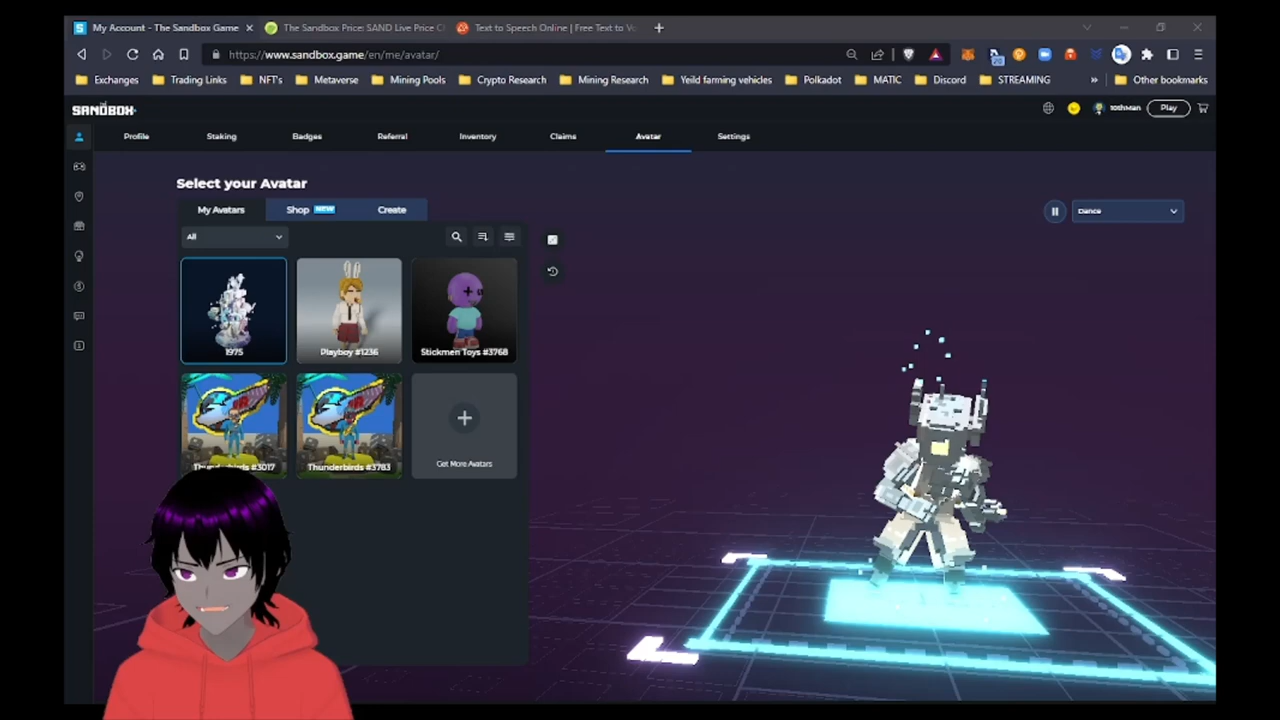 My Account - The Sandbox Game
The Sandbox Price: SAND Live Price C
Text to Speech Online | Free Text to Vo
https://www.sandbox.game/en/me/avatar/
Exchanges Trading Links NFT's Metaverse Mining Pools Crypto Research Mining Research Yeild farming vehicles Polkadot MATIC Discord STREAMING » Other bookmarks
SANDBOX
10thMan Play
Profile Staking Badges Referral Inventory Claims Avatar Settings
Select your Avatar
My Avatars Shop NEW Create
Dance
All
1975 Playboy #1236 Stickmen Toys #3768
Thunderbirds #3017 Thunderbirds #3783 Get More Avatars